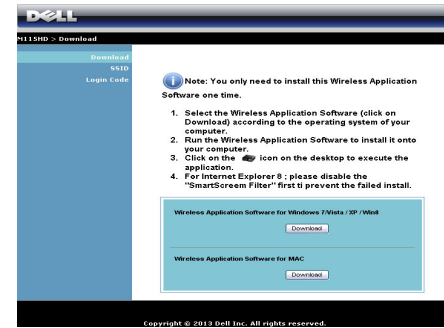 DELL
M115HD > Download
Download
SSID
Login Code
Note: You only need to install this Wireless Application
Software one time.
1. Select the Wireless Application Software (click on
Download) according to the operating system of your
computer.
2. Run the Wireless Application Software to install it onto
your computer.
3. Click on the icon on the desktop to execute the
application.
4. For Internet Explorer 8 ; please disable the
"SmartScreen Filter" first ti prevent the failed install.
Wireless Application Software for Windows 7/Vista / XP / Win8
Download
Wireless Application Software for MAC
Download
Copyright © 2013 Dell Inc. All rights reserved.